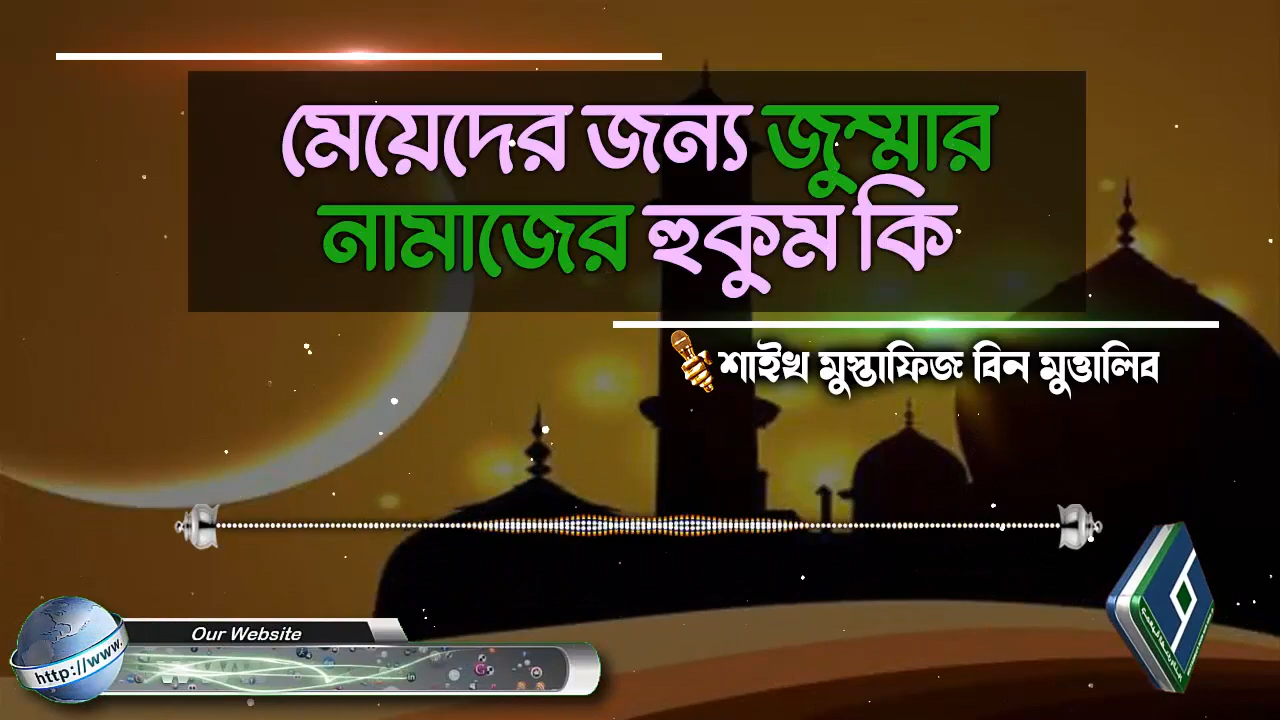 মেয়েদের জন্য জুম্মার
নামাজের হুকুম কি
শাইখ মুস্তাফিজ বিন মুত্তালিব
Our Website
http://www.